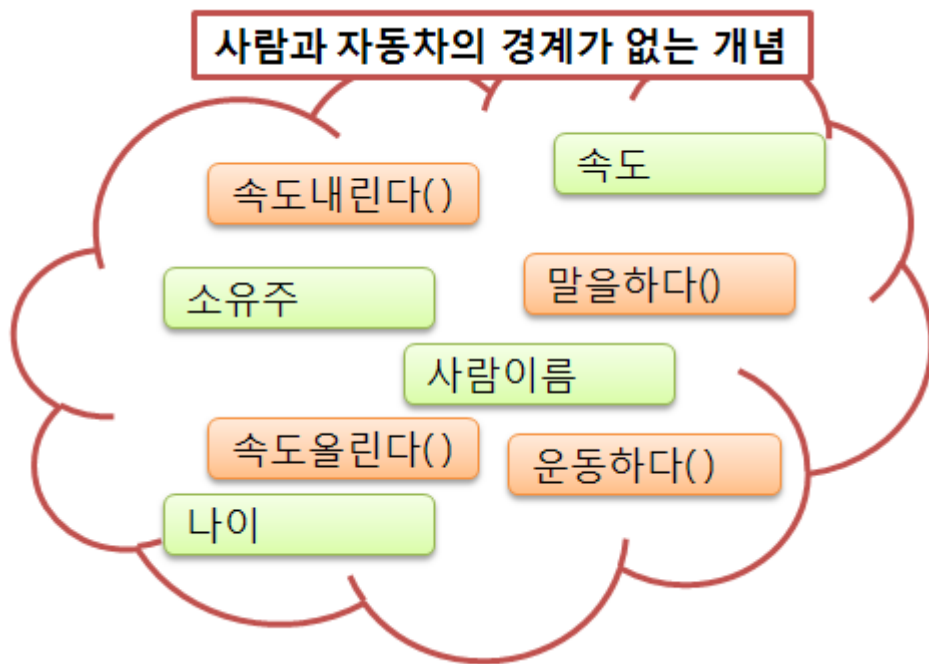 사람과 자동차의 경계가 없는 개념
속도
속도내린다( )
말을하다()
소유주
사람이름
속도올린다( )
운동하다( )
나이